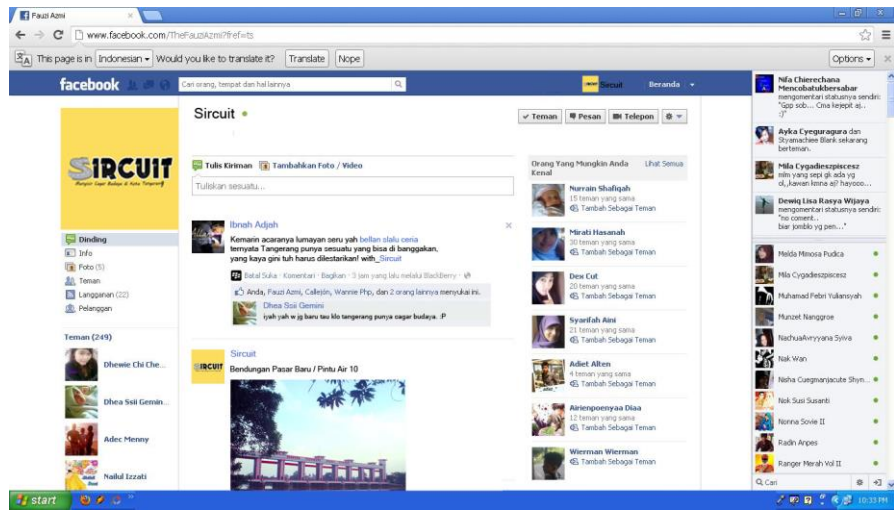 Fauzi Azmi
www.facebook.com/TheFauziAzmi?fref=ts
This page is in Indonesian Would you like to translate it? Translate Nope Options
facebook
Cari orang, tempat dan hal lainnya
Sircuit
Beranda
SIRCUIT
Mampir Cagar Budaya di Kota Tangerang
Dinding
Info
Foto (5)
Teman
Langganan (22)
Pelanggan
Teman (249)
Dhewie Chi Che...
Dhea Ssii Gemin...
Adec Menny
Nailul Izzati
Sircuit
Teman Pesan Telepon
Tulis Kiriman Tambahkan Foto / Video
Tuliskan sesuatu...
Ibnah Adjah
Kemarin acaranya lumayan seru yah bellan slalu ceria
ternyata Tangerang punya sesuatu yang bisa di banggakan,
yang kaya gini tuh harus dilestarikan! with_Sircuit
Batal Suka · Komentari · Bagikan · 3 jam yang lalu melalui BlackBerry ·
Anda, Fauzi Azmi, Callejón, Wannie Php, dan 2 orang lainnya menyukai ini.
Dhea Ssii Gemini
iyah yah w jg baru tau klo tangerang punya cagar budaya. :P
SIRCUIT
Sircuit
Bendungan Pasar Baru / Pintu Air 10
Orang Yang Mungkin Anda Kenal
Lihat Semua
Nurrain Shafiqah
15 teman yang sama
Tambah Sebagai Teman
Mirati Hasanah
30 teman yang sama
Tambah Sebagai Teman
Dex Cut
20 teman yang sama
Tambah Sebagai Teman
Syarifah Aini
21 teman yang sama
Tambah Sebagai Teman
Adiet Alten
4 teman yang sama
Tambah Sebagai Teman
Airienpoenyaa Diaa
12 teman yang sama
Tambah Sebagai Teman
Wierman Wierman
Tambah Sebagai Teman
Nifa Chierechana
Mencobatukbersabar
mengomentari statusnya sendiri:
"Gpp sob... Cma kejepit aj..
:)"
Ayka Cyeguragura dan
Styamachiee Blank sekarang
berteman.
Mila Cygadieszpiscesz
mlm yang sepi gk ada yg
ol,,kawan kmna aj? hayooo...
Dewiq Lisa Rasya Wijaya
mengomentari statusnya sendiri:
"no coment..
biar jomblo yg pen..."
Melda Mimosa Pudica
Mila Cygadieszpiscesz
Muhamad Febri Yuliansyah
Munzet Nanggroe
NachuaAvryyana Syiva
Nak Wan
Nisha Cuegmanjacute Shyn...
Nok Susi Susanti
Nonna Sovie II
Radin Anpes
Ranger Merah Vol II
Cari
start
10:33 PM